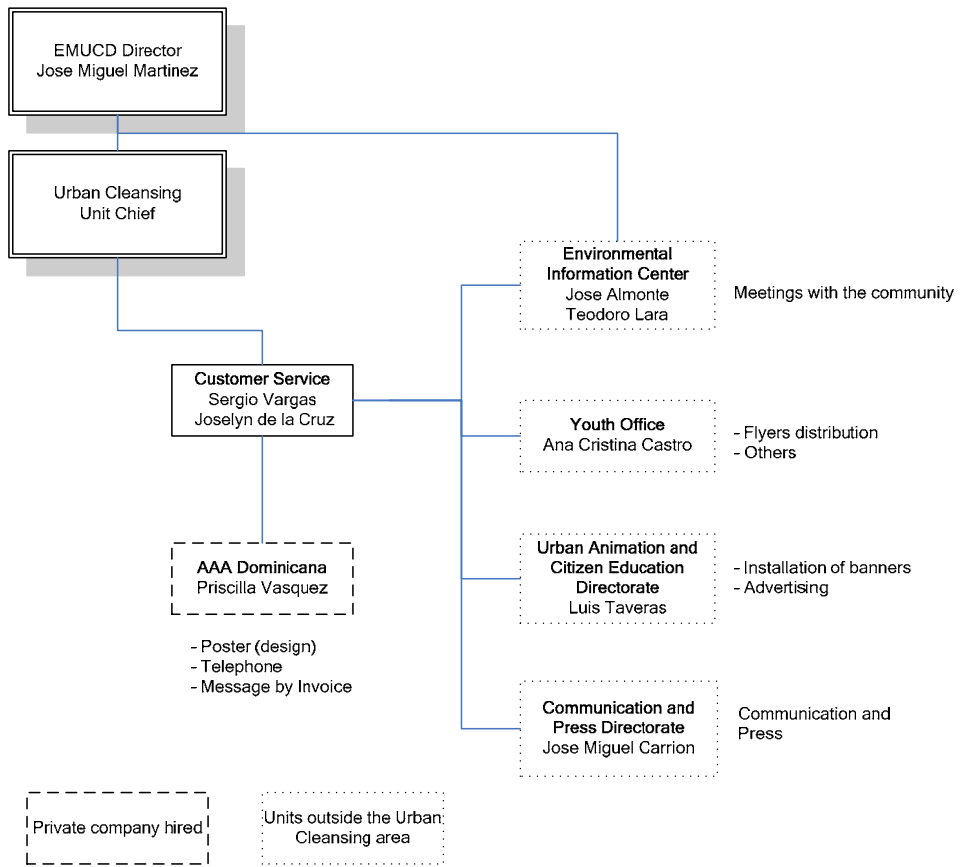 EMUCD Director
Jose Miguel Martinez
Urban Cleansing
Unit Chief
Environmental
Information Center
Jose Almonte
Teodoro Lara
Meetings with the community
Customer Service
Sergio Vargas
Joselyn de la Cruz
Youth Office
Ana Cristina Castro
- Flyers distribution
- Others
AAA Dominicana
Priscilla Vasquez
- Poster (design)
- Telephone
- Message by Invoice
Urban Animation and
Citizen Education
Directorate
Luis Taveras
- Installation of banners
- Advertising
Communication and
Press Directorate
Jose Miguel Carrion
Communication and
Press
Private company hired
Units outside the Urban
Cleansing area